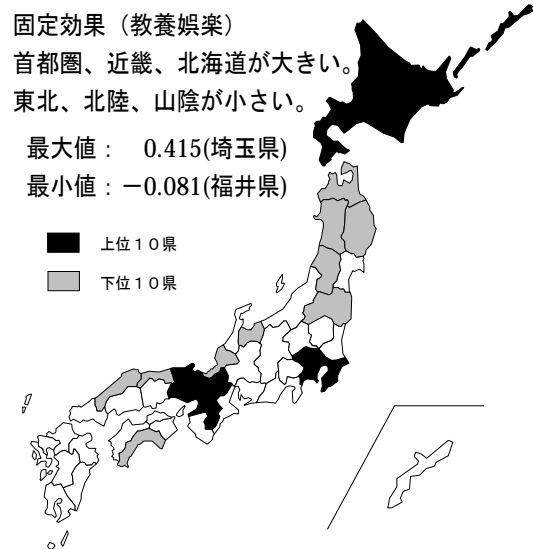 固定効果（教養娯楽）
首都圏、近畿、北海道が大きい。
東北、北陸、山陰が小さい。
最大値：　0.415(埼玉県)
最小値：－0.081(福井県)
上位１０県
下位１０県